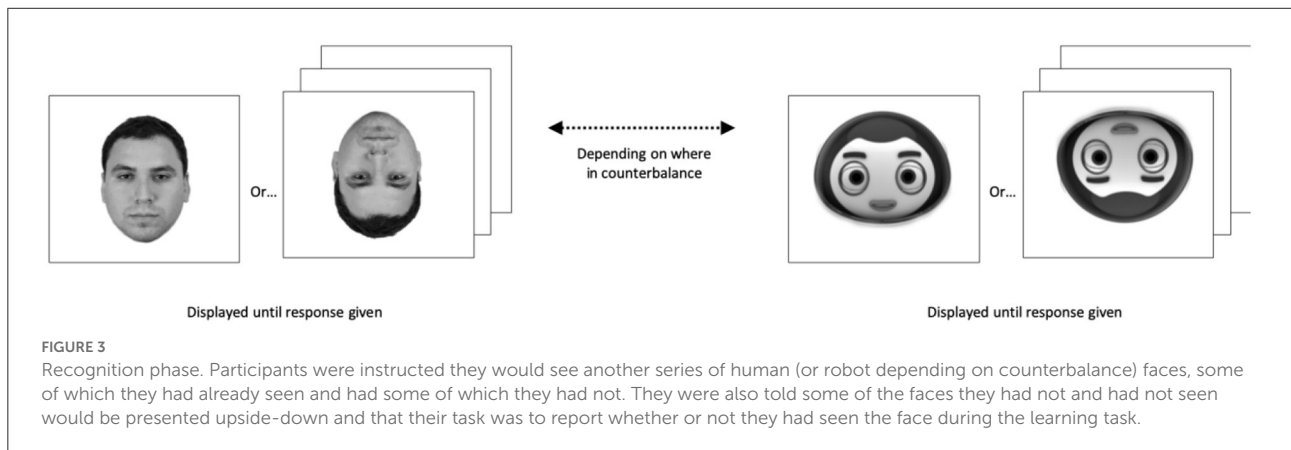 Or...
Depending on where
in counterbalance
Or...
Displayed until response given
Displayed until response given
FIGURE 3
Recognition phase. Participants were instructed they would see another series of human (or robot depending on counterbalance) faces, some
of which they had already seen and had some of which they had not. They were also told some of the faces they had not and had not seen
would be presented upside-down and that their task was to report whether or not they had seen the face during the learning task.